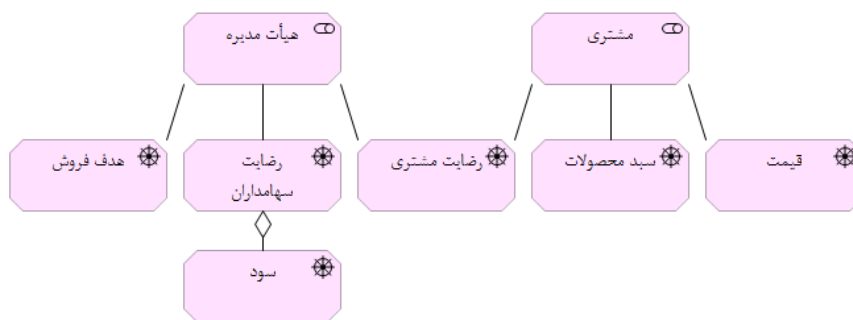 مشتری
هیأت مدیره
قیمت
سبد محصولات
رضایت مشتری
رضایت
سهامداران
هدف فروش
سود